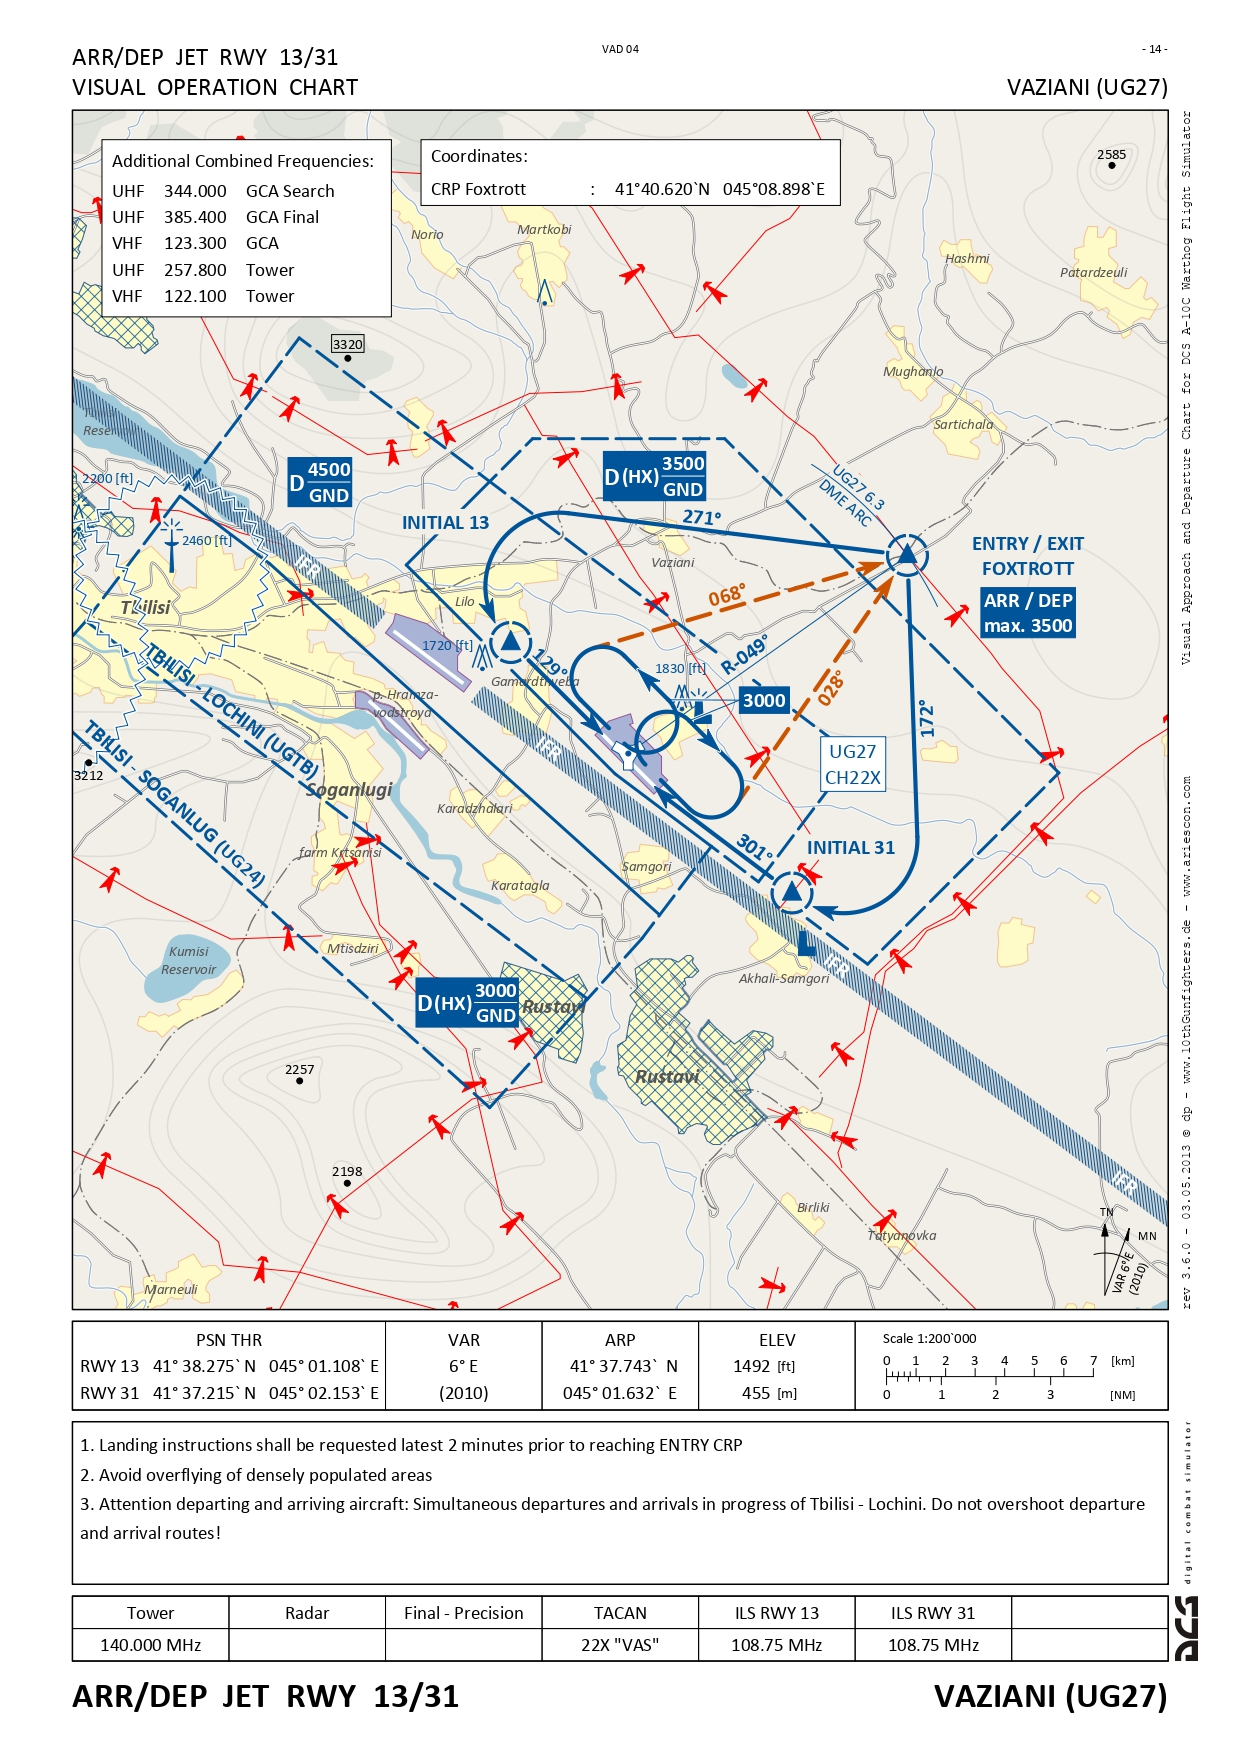 ARR/DEP JET RWY 13/31
VAD 04
- 14 -
VISUAL OPERATION CHART
VAZIANI (UG27)
Additional Combined Frequencies:
UHF 344.000 GCA Search
UHF 385.400 GCA Final
VHF 123.300 GCA
UHF 257.800 Tower
VHF 122.100 Tower
Coordinates:
CRP Foxtrott : 41°40.620`N 045°08.898`E
2585
Norio
Martkobi
Hashmi
Patardzeuli
3320
Mughanlo
Sartichala
Reser
2200 [ft]
D 4500
GND
D (HX) 3500
GND
UG27 6.3
DME ARC
INITIAL 13
271°
2460 [ft]
IFR
Vaziani
ENTRY / EXIT
FOXTROTT
ARR / DEP
max. 3500
068°
Tbilisi
Lilo
1720 [ft]
129°
1830 [ft]
R-049°
Gamardthveba
028°
3000
172°
TBILISI - LOCHINI (UGTB)
p. Hramza-
vodstroya
IFR
UG27
CH22X
TBILISI - SOGANLUG (UG24)
3212
Soganlugi
Karadzhalari
301°
INITIAL 31
farm Krtsanisi
Samgori
Karatagla
Kumisi
Reservoir
Mtisdziri
IFR
Akhali-Samgori
D (HX) 3000
GND
Rustavi
2257
Rustavi
2198
IFR
Birliki
Tatyanovka
TN
MN
VAR 6°E
(2010)
Marneuli
PSN THR
RWY 13 41° 38.275` N 045° 01.108` E
RWY 31 41° 37.215` N 045° 02.153` E
VAR
6° E
(2010)
ARP
41° 37.743` N
045° 01.632` E
ELEV
1492 [ft]
455 [m]
Scale 1:200`000
0 1 2 3 4 5 6 7 [km]
0 1 2 3 [NM]
1. Landing instructions shall be requested latest 2 minutes prior to reaching ENTRY CRP
2. Avoid overflying of densely populated areas
3. Attention departing and arriving aircraft: Simultaneous departures and arrivals in progress of Tbilisi - Lochini. Do not overshoot departure
and arrival routes!
Tower Radar Final - Precision TACAN ILS RWY 13 ILS RWY 31
140.000 MHz 22X "VAS" 108.75 MHz 108.75 MHz
ARR/DEP JET RWY 13/31
VAZIANI (UG27)
rev 3.6.0 - 03.05.2013 © dp - www.10thGunfighters.de - www.ariescon.com
Visual Approach and Departure Chart for DCS A-10C Warthog Flight Simulator
digital combat simulator
DCS